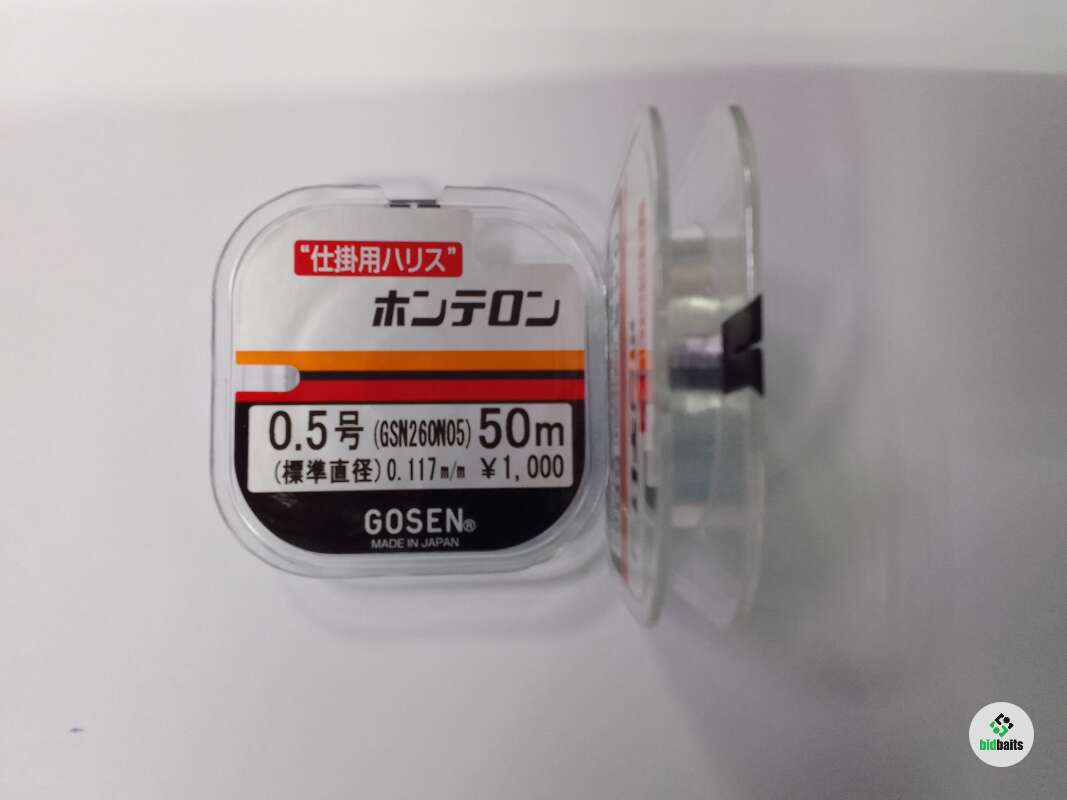 "仕掛用ハリス"
ホンテロン
0.5号(GSN260N05)50m
(標準直径)0.117m/m ¥1,000
GOSEN®
MADE IN JAPAN
bidbaits